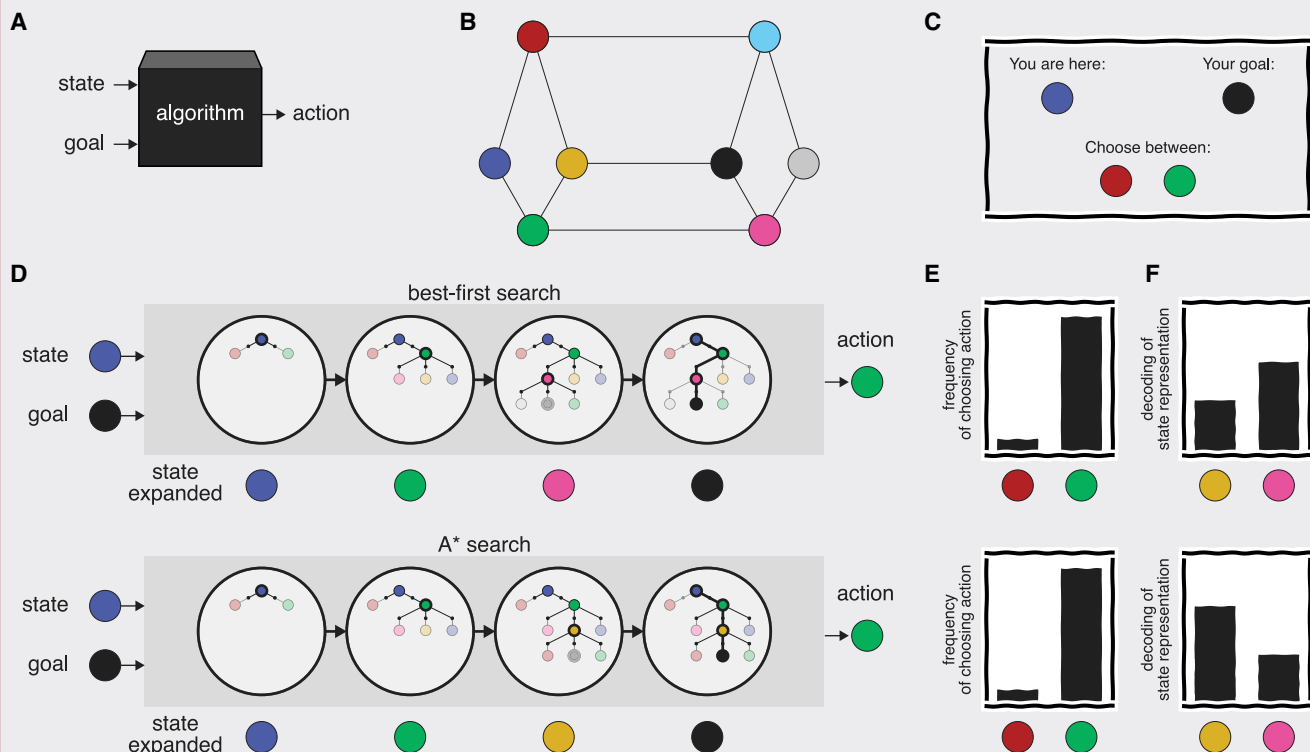 A
state
goal
algorithm
action
B
C
You are here:
Your goal:
Choose between:
D
best-first search
state
goal
action
state
expanded
A* search
state
goal
action
state
expanded
E
frequency
of choosing action
frequency
of choosing action
F
decoding of
state representation
decoding of
state representation